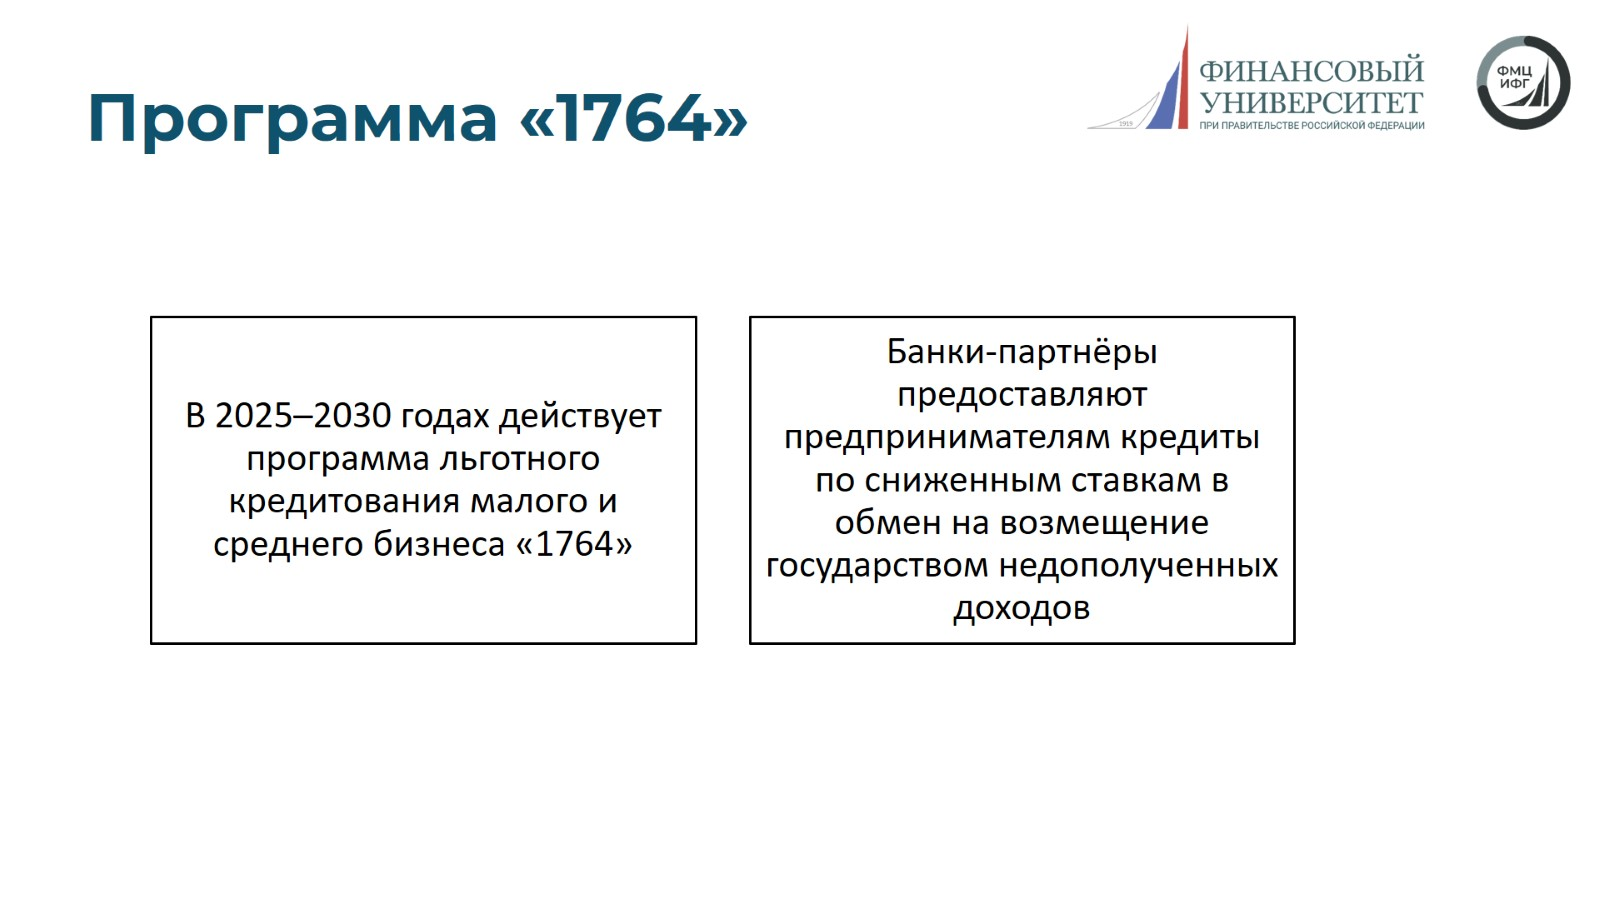 Программа «1764»
ФИНАНСОВЫЙ
УНИВЕРСИТЕТ
ПРИ ПРАВИТЕЛЬСТВЕ РОССИЙСКОЙ ФЕДЕРАЦИИ
1919
ФМЦ
ИФГ
В 2025–2030 годах действует
программа льготного
кредитования малого и
среднего бизнеса «1764»
Банки-партнёры
предоставляют
предпринимателям кредиты
по сниженным ставкам в
обмен на возмещение
государством недополученных
доходов